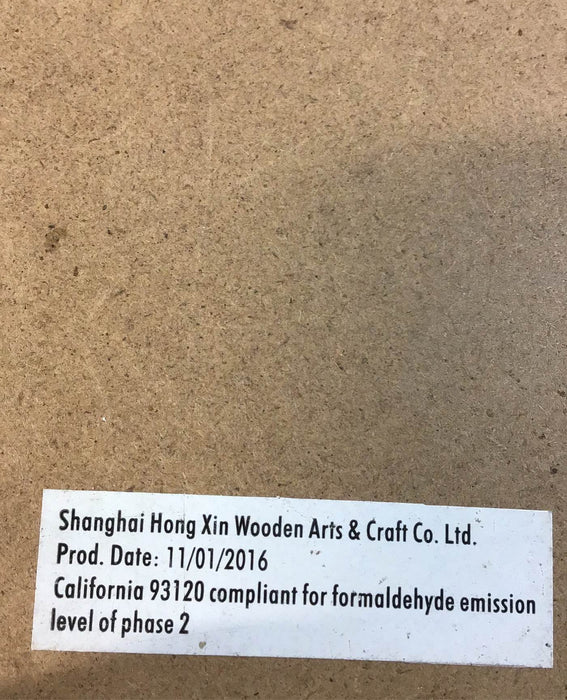 Shanghai Hong Xin Wooden Arts & Craft Co. Ltd.
Prod. Date: 11/01/2016
California 93120 compliant for formaldehyde emission
level of phase 2